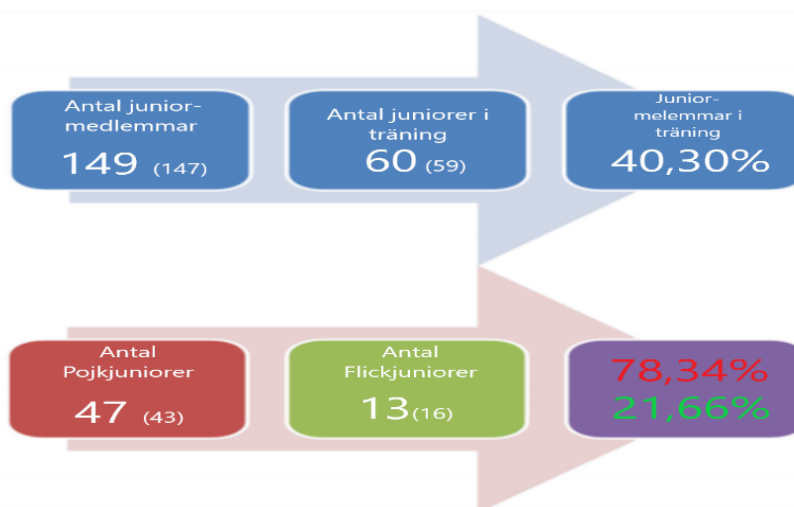 Antal junior-
medlemmar
149 (147)
Antal juniorer i
träning
60 (59)
Junior-
melemmar i
träning
40,30%
Antal
Pojkjuniorer
47 (43)
Antal
Flickjuniorer
13(16)
78,34%
21,66%